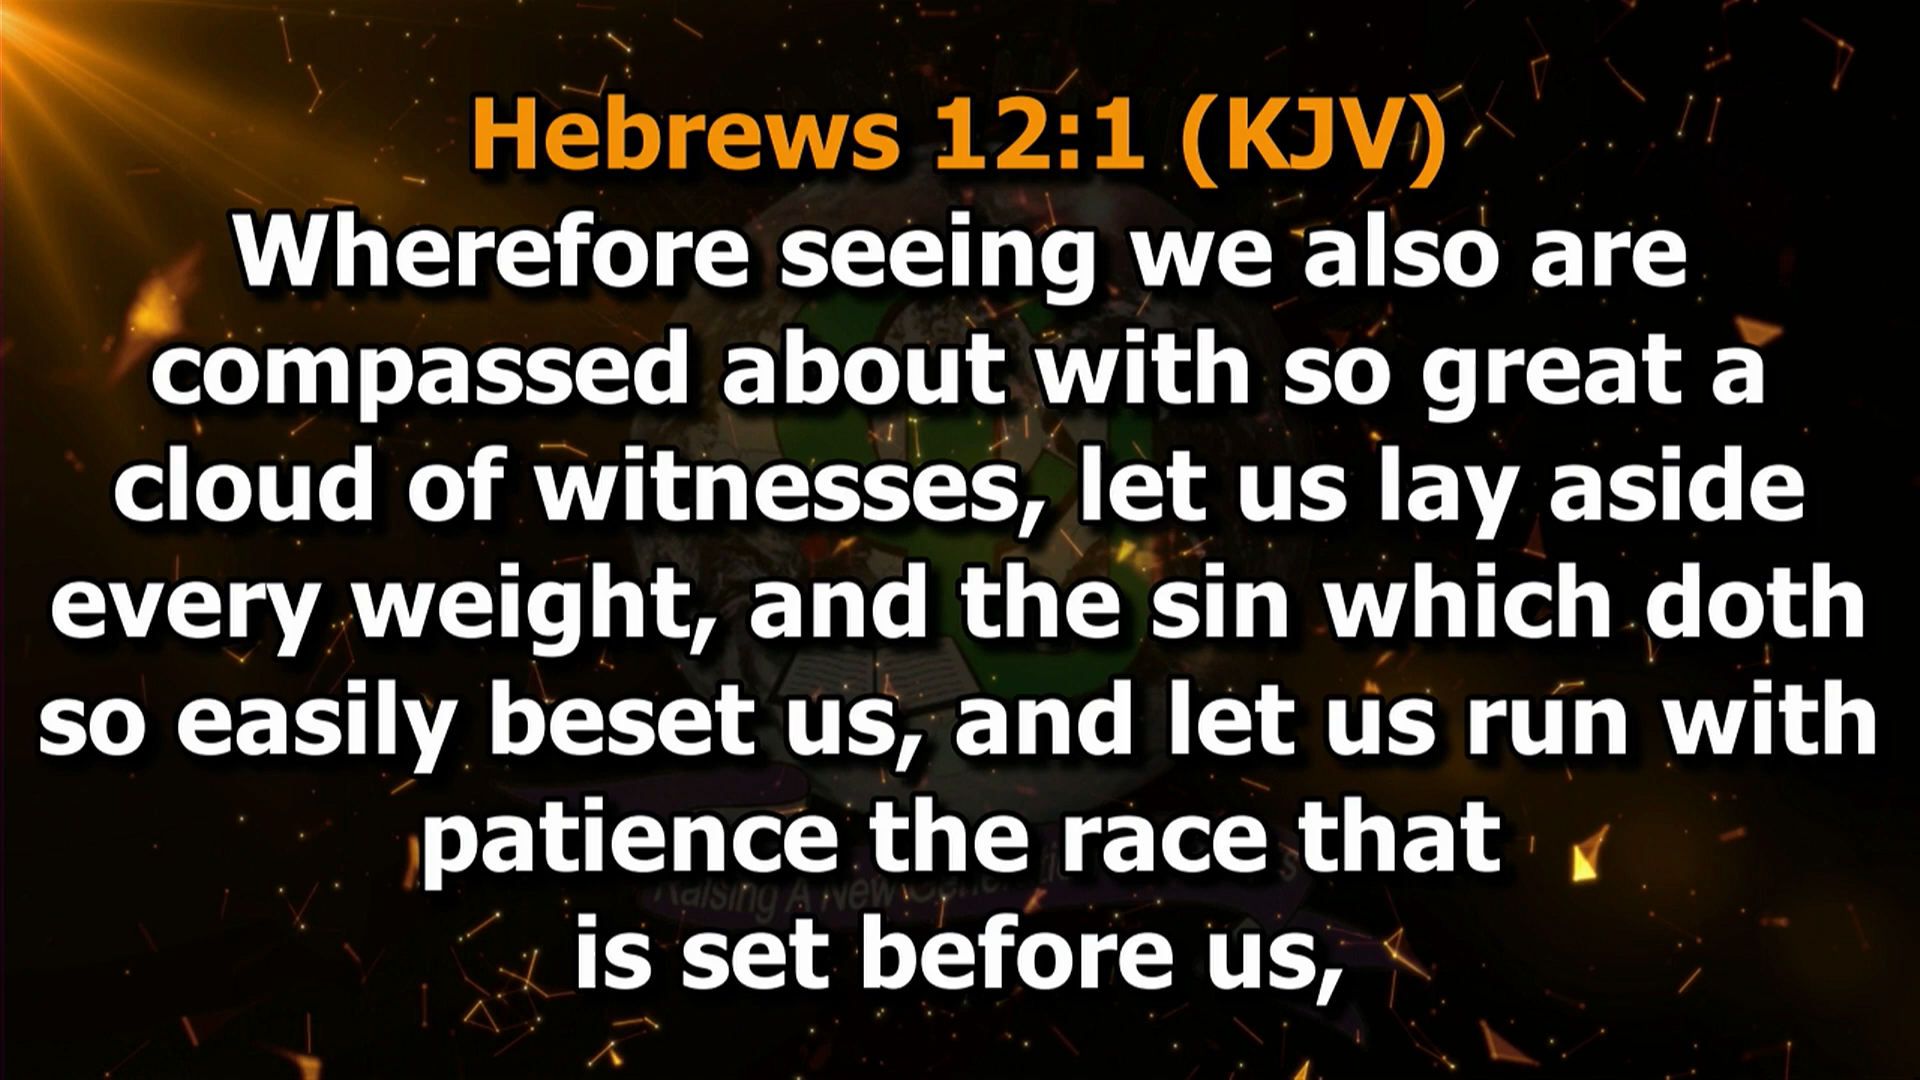 Hebrews 12:1 (KJV)
Wherefore seeing we also are
compassed about with so great a
cloud of witnesses, let us lay aside
every weight, and the sin which doth
so easily beset us, and let us run with
patience the race that
Raising A New
is set before us,